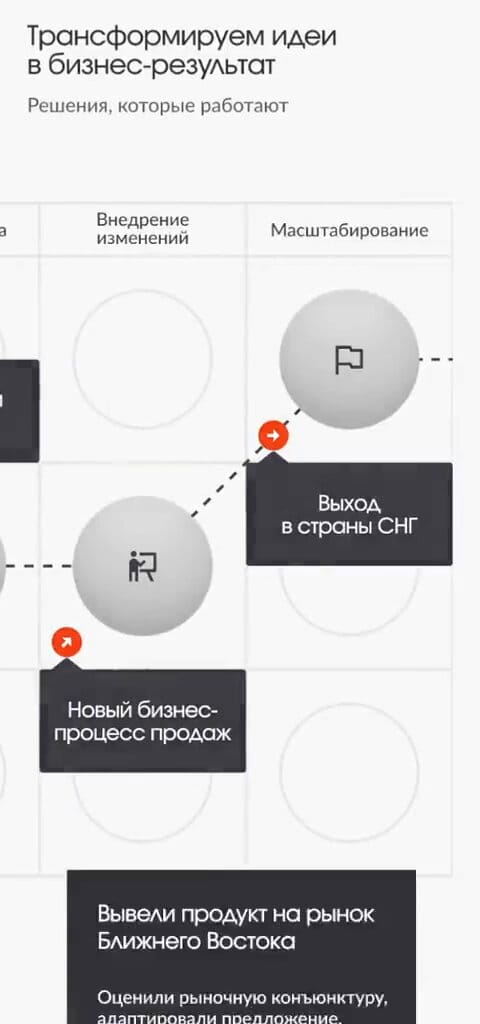 Трансформируем идеи
в бизнес-результат
Решения, которые работают
а
Внедрение
изменений
Масштабирование
Выход
в страны СНГ
Новый бизнес-
процесс продаж
Вывели продукт на рынок
Ближнего Востока
Оценили рыночную конъюнктуру,
адаптировали предложение,